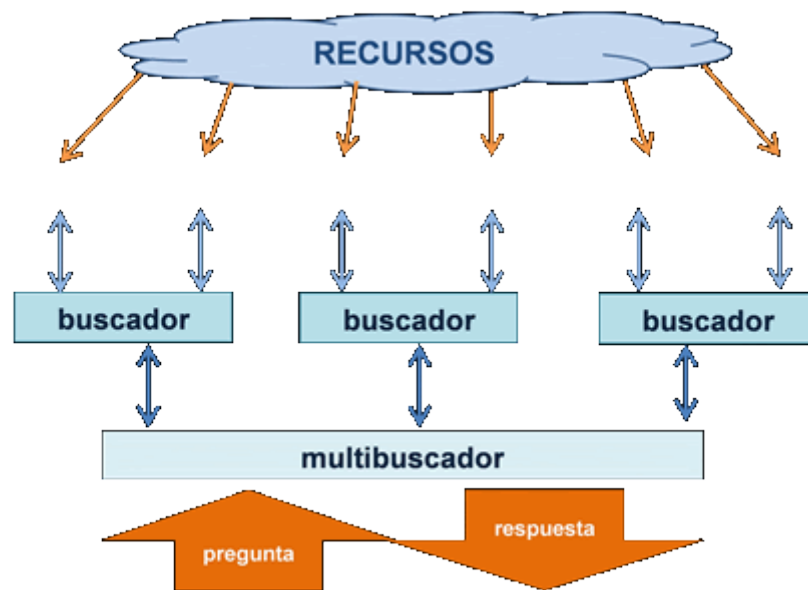 RECURSOS
buscador
buscador
buscador
multibuscador
pregunta
respuesta